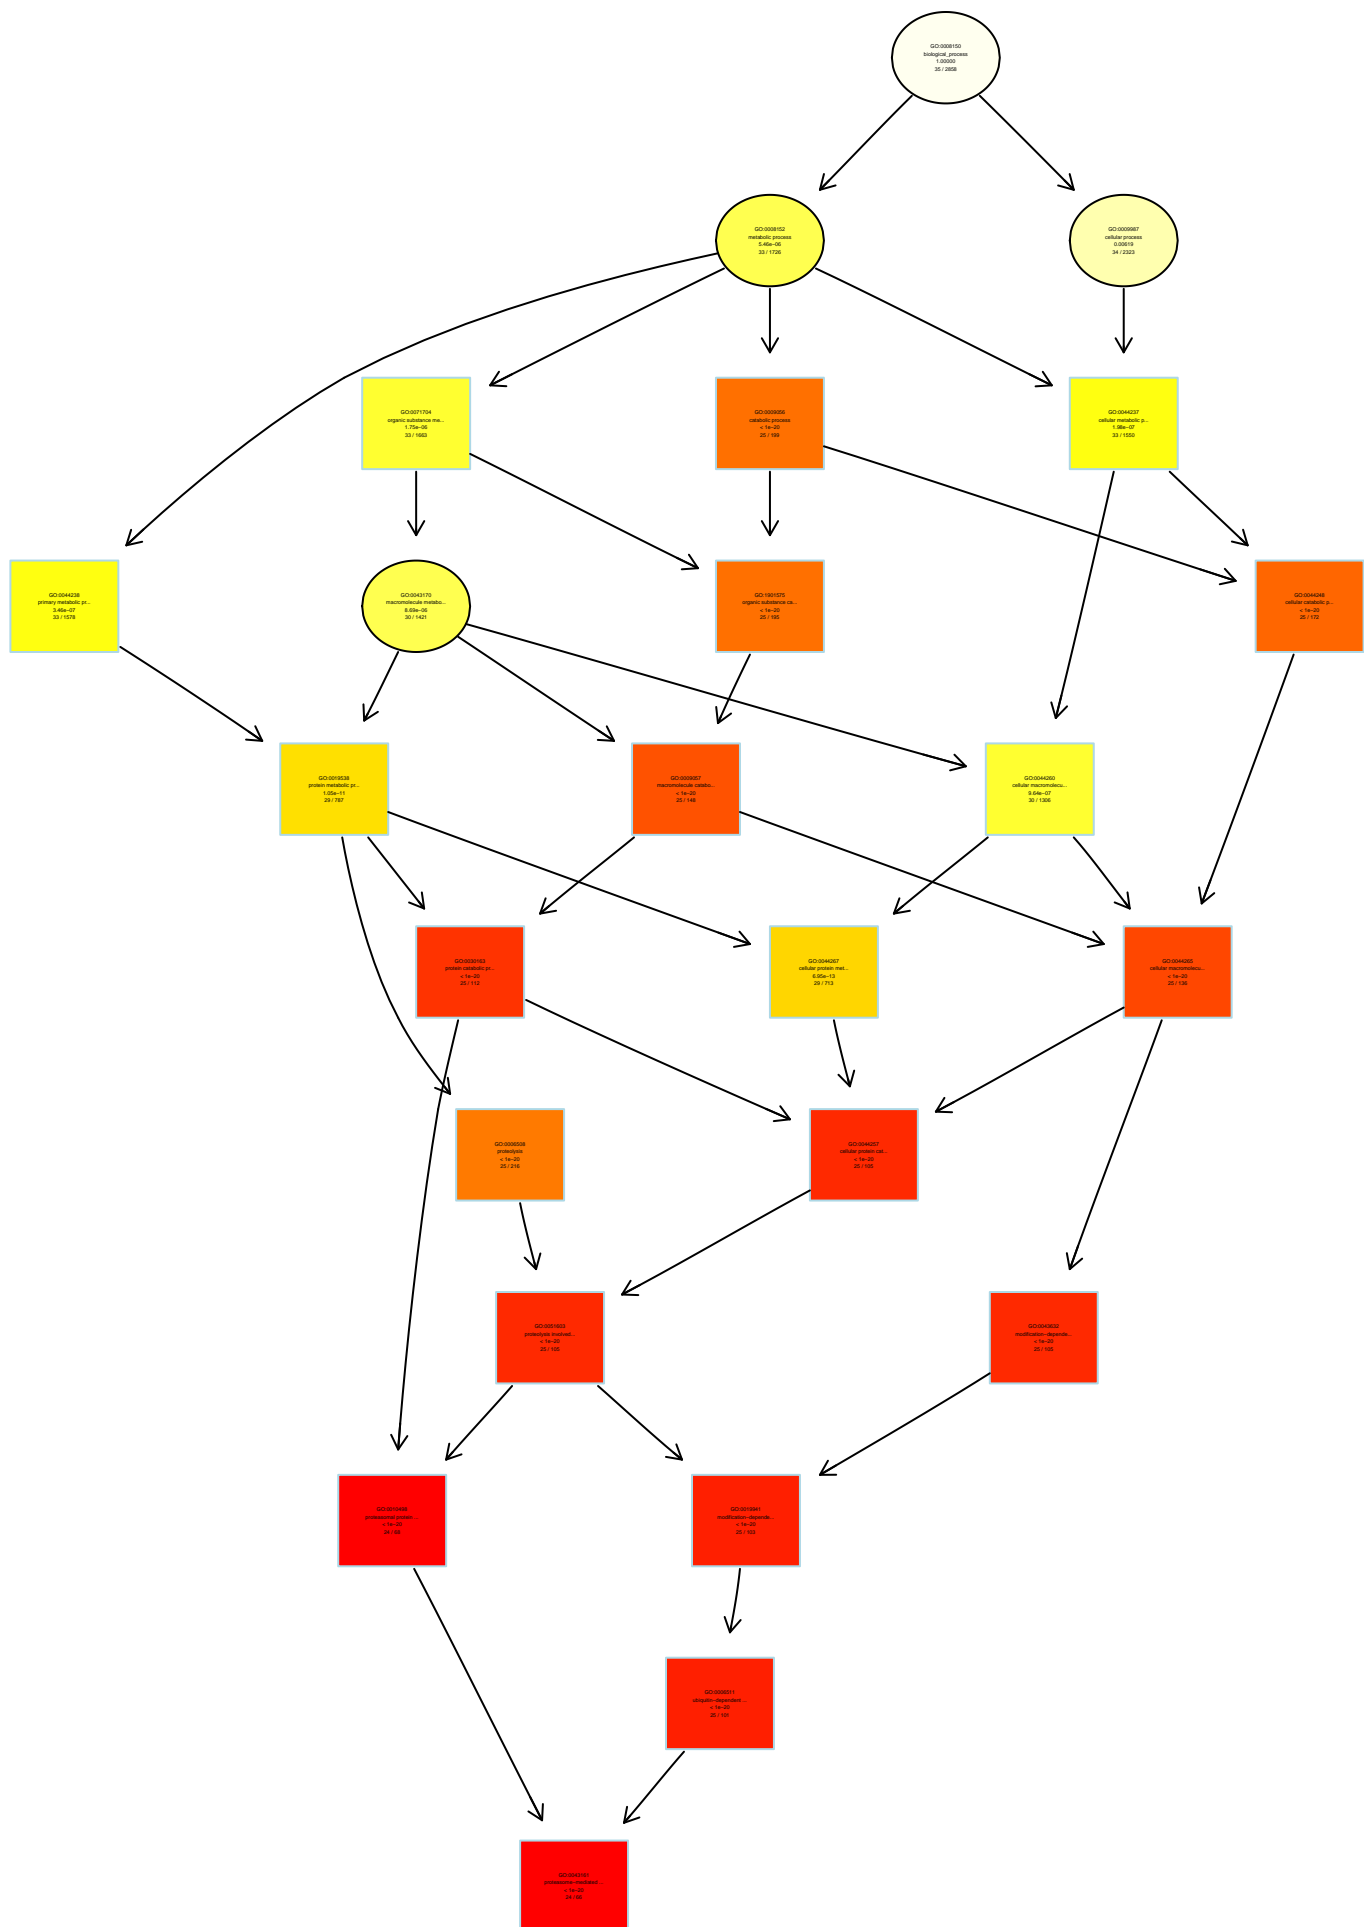 GO:0008150
biological_process
1.00000
35 / 2858
GO:0008152
metabolic process
5.46e−06
33 / 1726
GO:0009987
cellular process
0.00619
34 / 2323
GO:0071704
organic substance me...
1.75e−06
33 / 1663
GO:0009056
catabolic process
< 1e−20
25 / 199
GO:0044237
cellular metabolic p...
1.98e−07
33 / 1550
GO:0044238
primary metabolic pr...
3.46e−07
33 / 1578
GO:0043170
macromolecule metabo...
8.69e−06
30 / 1421
GO:1901575
organic substance ca...
< 1e−20
25 / 195
GO:0044248
cellular catabolic p...
< 1e−20
25 / 172
GO:0019538
protein metabolic pr...
1.05e−11
29 / 787
GO:0009057
macromolecule catabo...
< 1e−20
25 / 148
GO:0044260
cellular macromolecu...
9.64e−07
30 / 1306
GO:0030163
protein catabolic pr...
< 1e−20
25 / 112
GO:0044267
cellular protein met...
6.95e−13
29 / 713
GO:0044265
cellular macromolecu...
< 1e−20
25 / 136
GO:0006508
proteolysis
< 1e−20
25 / 216
GO:0044257
cellular protein cat...
< 1e−20
25 / 105
GO:0051603
proteolysis involved...
< 1e−20
25 / 105
GO:0043632
modification−depende...
< 1e−20
25 / 105
GO:0010498
proteasomal protein ...
< 1e−20
24 /
GO:0019941
modification−depende...
< 1e−20
25 / 102
GO:0006511
ubiquitin−dependent ...
< 1e−20
25 / 101
GO:0043161
proteasome−mediated ...
< 1e−20
24 /